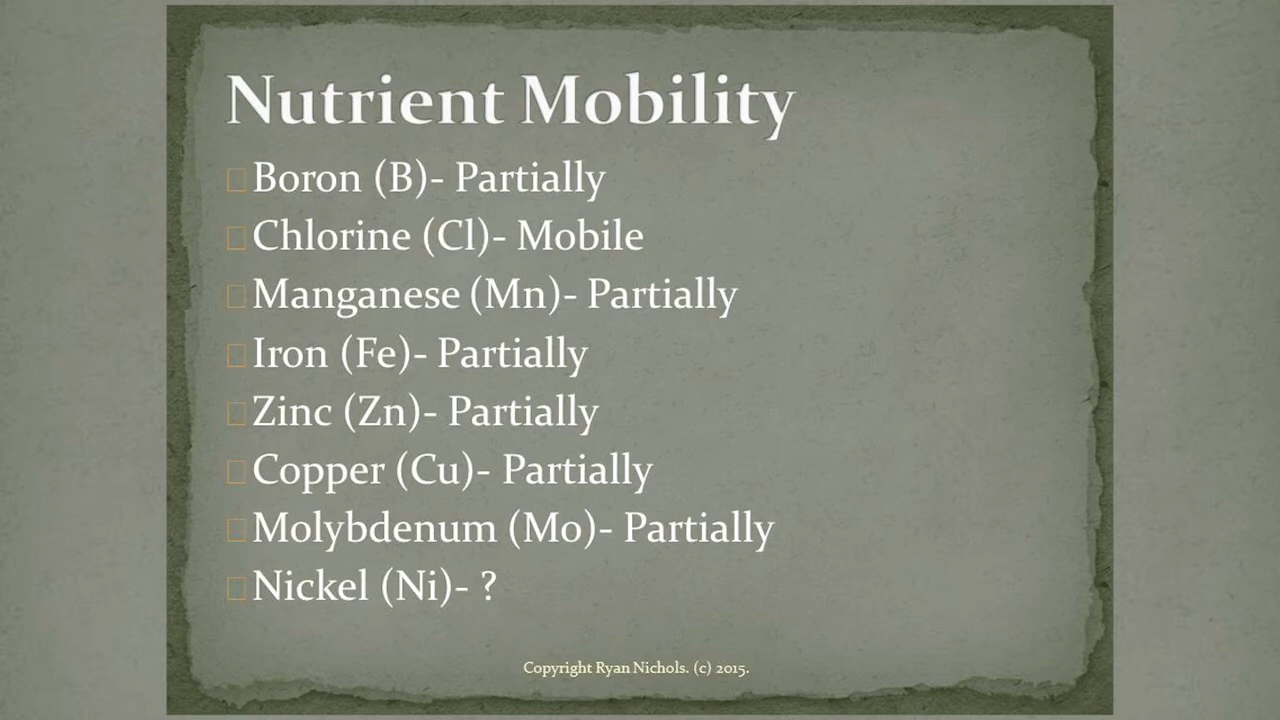 Nutrient Mobility
Boron (B)- Partially
Chlorine (Cl)- Mobile
Manganese (Mn)- Partially
Iron (Fe)- Partially
Zinc (Zn)- Partially
Copper (Cu)- Partially
Molybdenum (Mo)- Partially
Nickel (Ni)- ?
Copyright Ryan Nichols. (c) 2015.